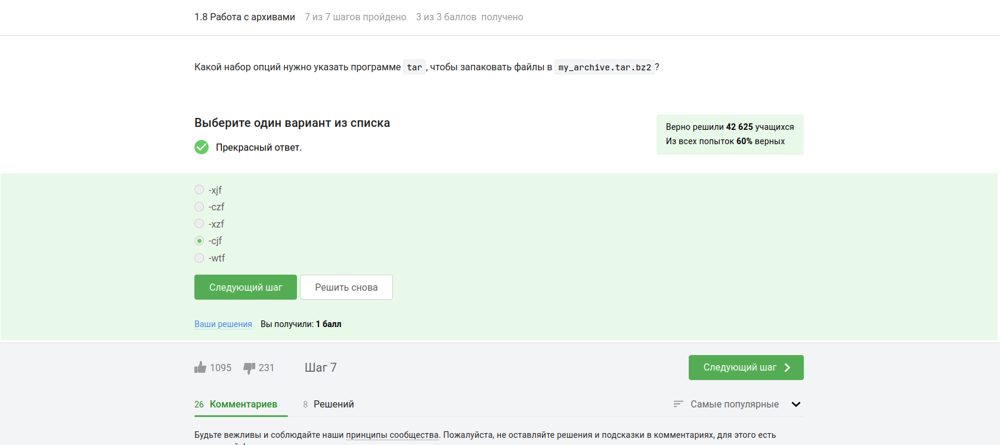 1.8 Работа с архивами 7 из 7 шагов пройдено 3 из 3 баллов получено
Какой набор опций нужно указать программе tar, чтобы запаковать файлы в my_archive.tar.bz2?
Выберите один вариант из списка
Прекрасный ответ.
Верно решили 42 625 учащихся
Из всех попыток 60% верных
-xjf
-czf
-xzf
-cjf
-wtf
Следующий шаг Решить снова
Ваши решения Вы получили: 1 балл
1095 231 Шаг 7 Следующий шаг
26 Комментариев 8 Решений Самые популярные
Будьте вежливы и соблюдайте наши принципы сообщества. Пожалуйста, не оставляйте решения и подсказки в комментариях, для этого есть